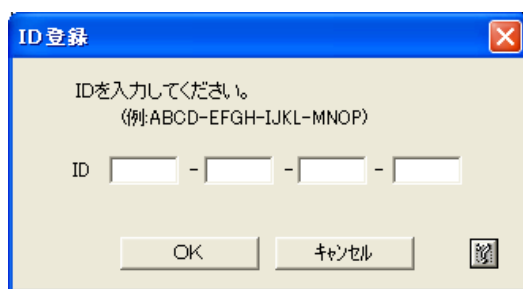 ID登録
IDを入力してください。
(例:ABCD-EFGH-IJKL-MNOP)
ID - - -
OK ｷｬﾝｾﾙ